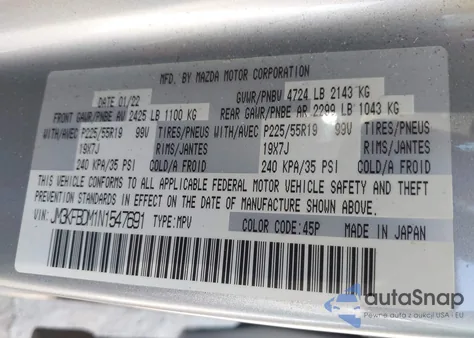 MFD. BY MAZDA MOTOR CORPORATION
DATE 01/22 GVWR/PNBV 4724 LB 2143 KG
FRONT GAWR/PNBE AV 2425 LB 1100 KG REAR GAWR/PNBE AR 2299 LB 1043 KG
WITH/AVEC P225/55R19 99V TIRES/PNEUS WITH/AVEC P225/55R19 99V TIRES/PNEUS
19X7J RIMS/JANTES 19X7J RIMS/JANTES
240 KPA/35 PSI COLD/A FROID 240 KPA/35 PSI COLD/A FROID
THIS VEHICLE CONFORMS TO ALL APPLICABLE FEDERAL MOTOR VEHICLE SAFETY AND THEFT
PREVENTION STANDARDS IN EFFECT ON THE DATE OF MANUFACTURE SHOWN ABOVE.
VIN: JM3KFBDM1N1547691 TYPE: MPV COLOR CODE: 45P MADE IN JAPAN
autoSnap
Pewne auta z aukcji USA i EU